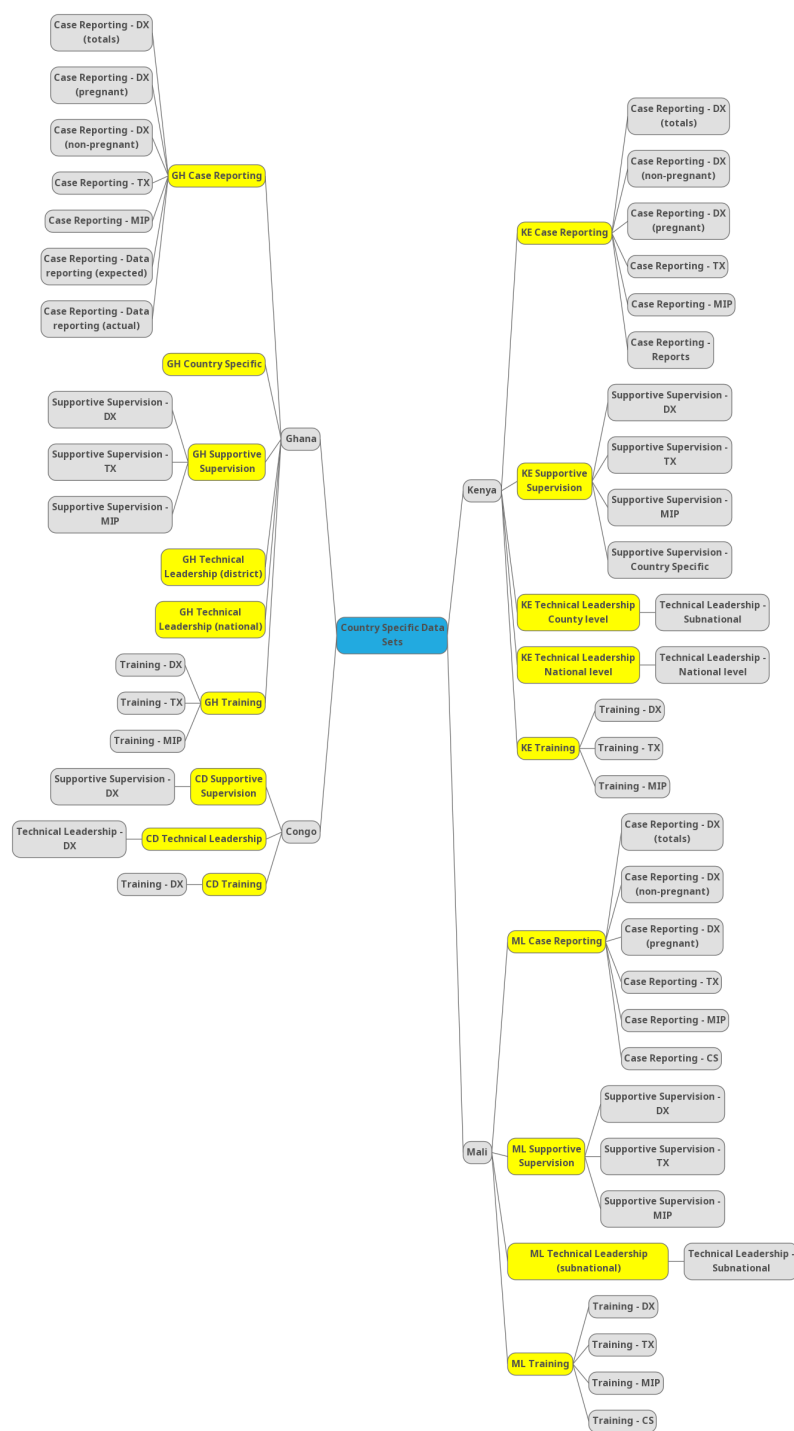 Case Reporting - DX
(totals)
Case Reporting - DX
(pregnant)
Case Reporting - DX
(non-pregnant)
Case Reporting - TX
Case Reporting - MIP
Case Reporting - Data
reporting (expected)
Case Reporting - Data
reporting (actual)
GH Case Reporting
GH Country Specific
Supportive Supervision -
DX
Supportive Supervision -
TX
Supportive Supervision -
MIP
GH Supportive
Supervision
GH Technical
Leadership (district)
GH Technical
Leadership (national)
Training - DX
Training - TX
Training - MIP
GH Training
Ghana
Supportive Supervision -
DX
CD Supportive
Supervision
Technical Leadership -
DX
CD Technical Leadership
Training - DX
CD Training
Congo
Country Specific Data
Sets
Kenya
KE Case Reporting
Case Reporting - DX
(totals)
Case Reporting - DX
(non-pregnant)
Case Reporting - DX
(pregnant)
Case Reporting - TX
Case Reporting - MIP
Case Reporting -
Reports
KE Supportive
Supervision
Supportive Supervision -
DX
Supportive Supervision -
TX
Supportive Supervision -
MIP
Supportive Supervision -
Country Specific
KE Technical Leadership
County level
Technical Leadership -
Subnational
KE Technical Leadership
National level
Technical Leadership -
National level
KE Training
Training - DX
Training - TX
Training - MIP
Mali
ML Case Reporting
Case Reporting - DX
(totals)
Case Reporting - DX
(non-pregnant)
Case Reporting - DX
(pregnant)
Case Reporting - TX
Case Reporting - MIP
Case Reporting - CS
ML Supportive
Supervision
Supportive Supervision -
DX
Supportive Supervision -
TX
Supportive Supervision -
MIP
ML Technical Leadership
(subnational)
Technical Leadership -
Subnational
ML Training
Training - DX
Training - TX
Training - MIP
Training - CS